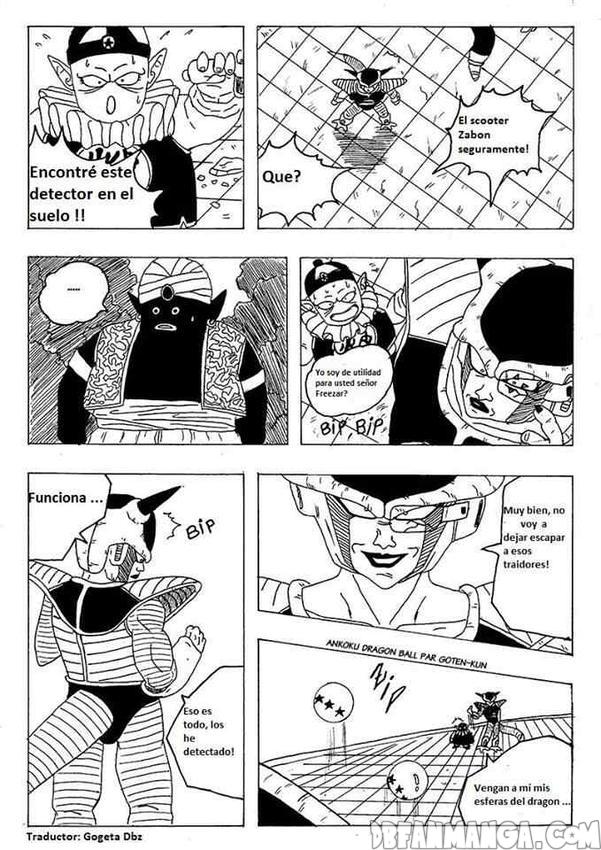 Encontré este
detector en el
suelo !!
El scooter
Zabon
seguramente!
Que?
.....
Yo soy de utilidad
para usted señor
Freezar?
BiP, BiP
Funciona ...
BiP
Muy bien, no
voy a
dejar escapar
a esos
traidores!
Eso es
todo, los
he
detectado!
ANKOKU DRAGON BALL PAR GOTEN-KUN
Vengan a mí mis
esferas del dragon ...
Traductor: Gogeta Dbz
DBFANMANGA.COM